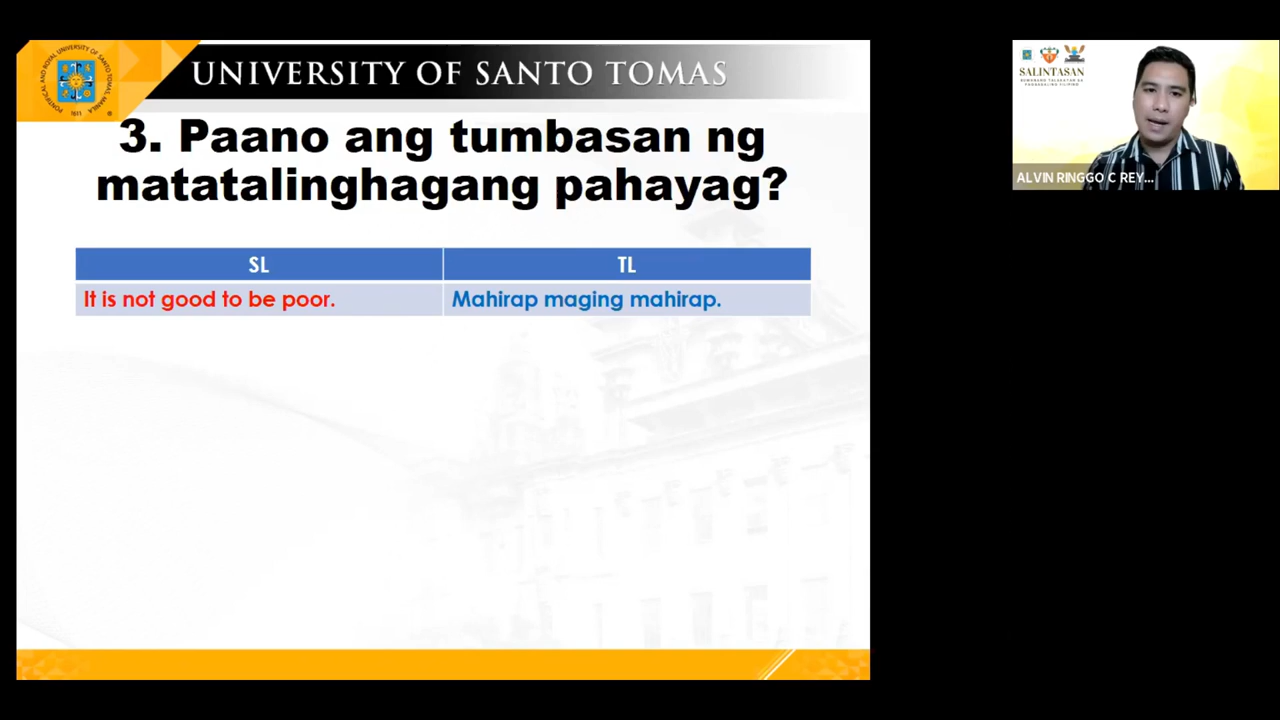 UNIVERSITY OF SANTO TOMAS
3. Paano ang tumbasan ng
matatalinghagang pahayag?
SL
TL
It is not good to be poor.
Mahirap maging mahirap.
SALINTASAN
ALVIN RINGGO C REY...